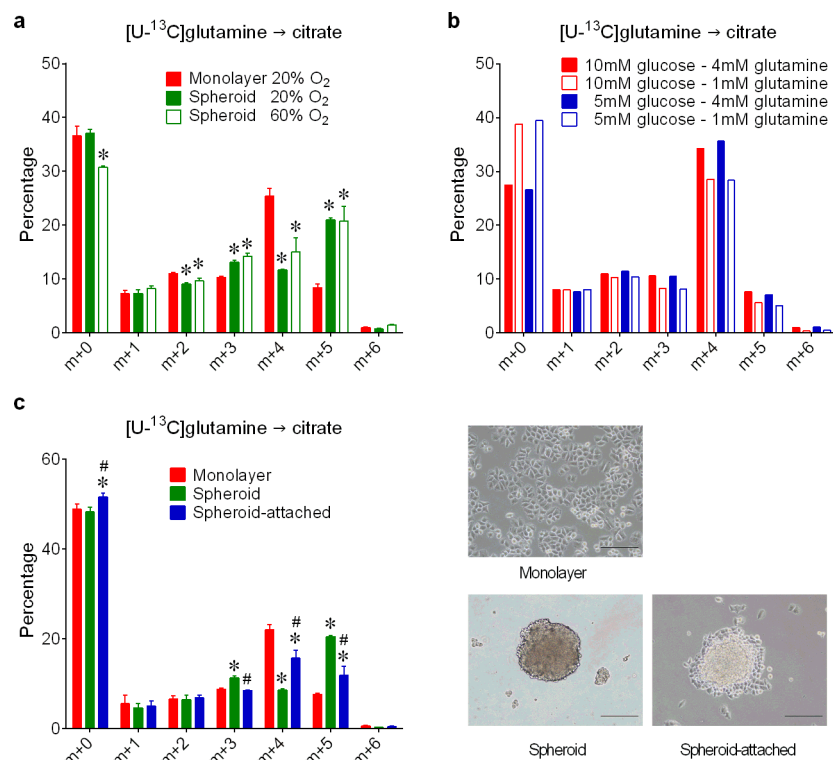 a
[U-¹³C]glutamine → citrate
Monolayer 20% O₂
Spheroid 20% O₂
Spheroid 60% O₂
Percentage
50
40
30
20
10
0
* * * * * * * * *
m+0 m+1 m+2 m+3 m+4 m+5 m+6
b
[U-¹³C]glutamine → citrate
10mM glucose - 4mM glutamine
10mM glucose - 1mM glutamine
5mM glucose - 4mM glutamine
5mM glucose - 1mM glutamine
Percentage
50
40
30
20
10
0
m+0 m+1 m+2 m+3 m+4 m+5 m+6
c
[U-¹³C]glutamine → citrate
Monolayer
Spheroid
Spheroid-attached
Percentage
60
40
20
0
#
*
*
#
*
#
*
*
#
*
m+0 m+1 m+2 m+3 m+4 m+5 m+6
Monolayer
Spheroid
Spheroid-attached